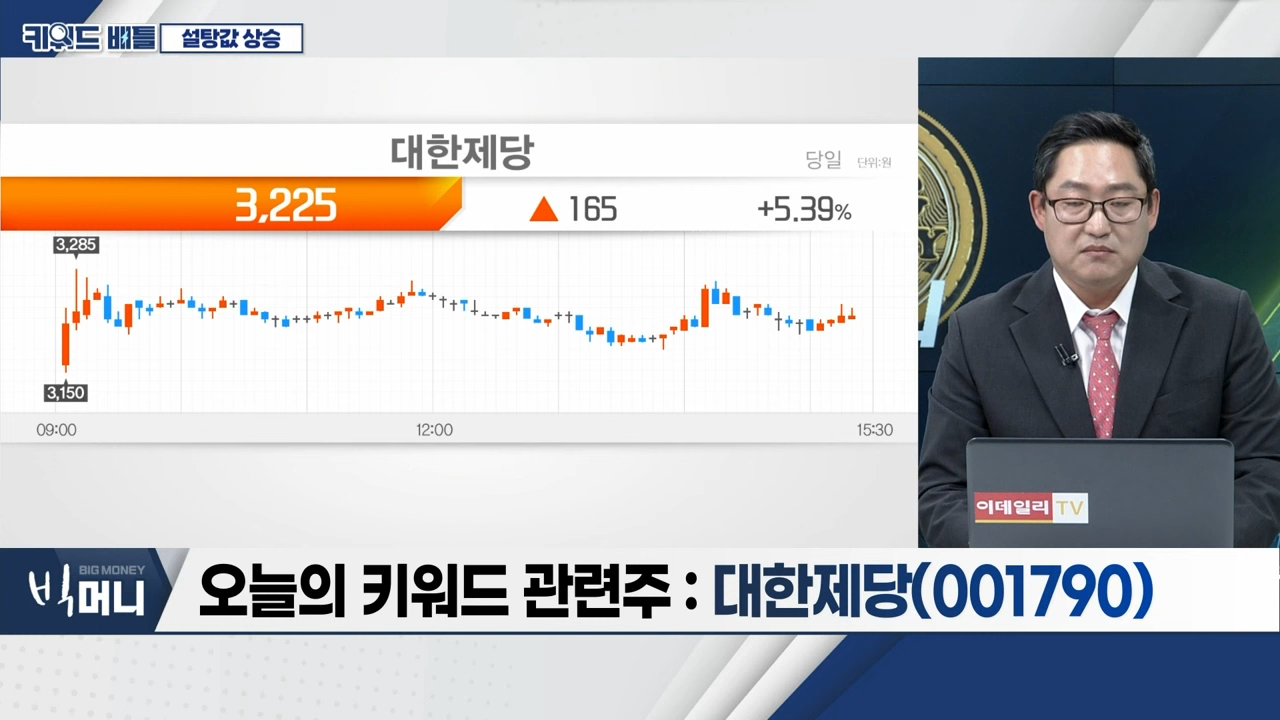 키워드 배틀 설탕값 상승
대한제당
당일 단위:원
3,225 ▲ 165 +5.39%
3,285
3,150
09:00 12:00 15:30
이데일리 TV
BIG MONEY
빅머니
오늘의 키워드 관련주 : 대한제당(001790)